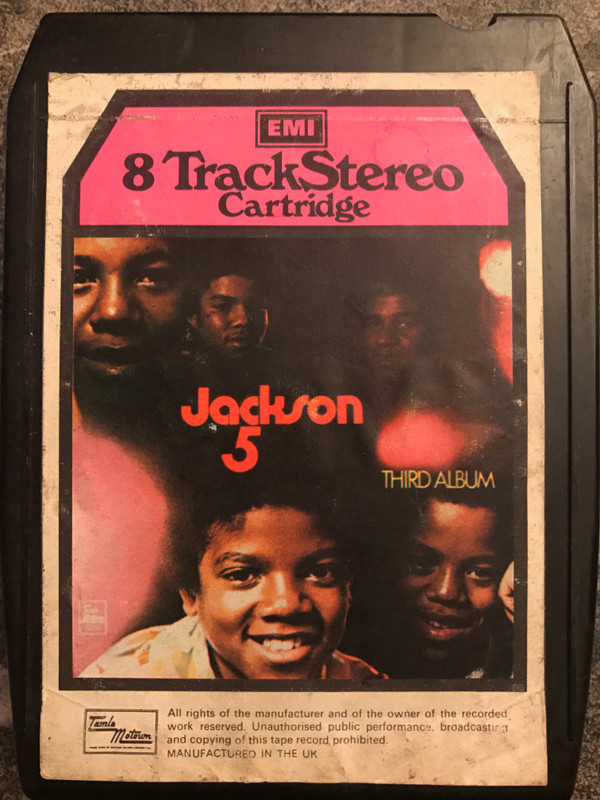 EMI
8 Track Stereo
Cartridge
Jackson
5
THIRD ALBUM
Tamla
Motown
All rights of the manufacturer and of the owner of the recorded
work reserved. Unauthorised public performance, broadcasting
and copying of this tape record prohibited.
MANUFACTURED IN THE UK